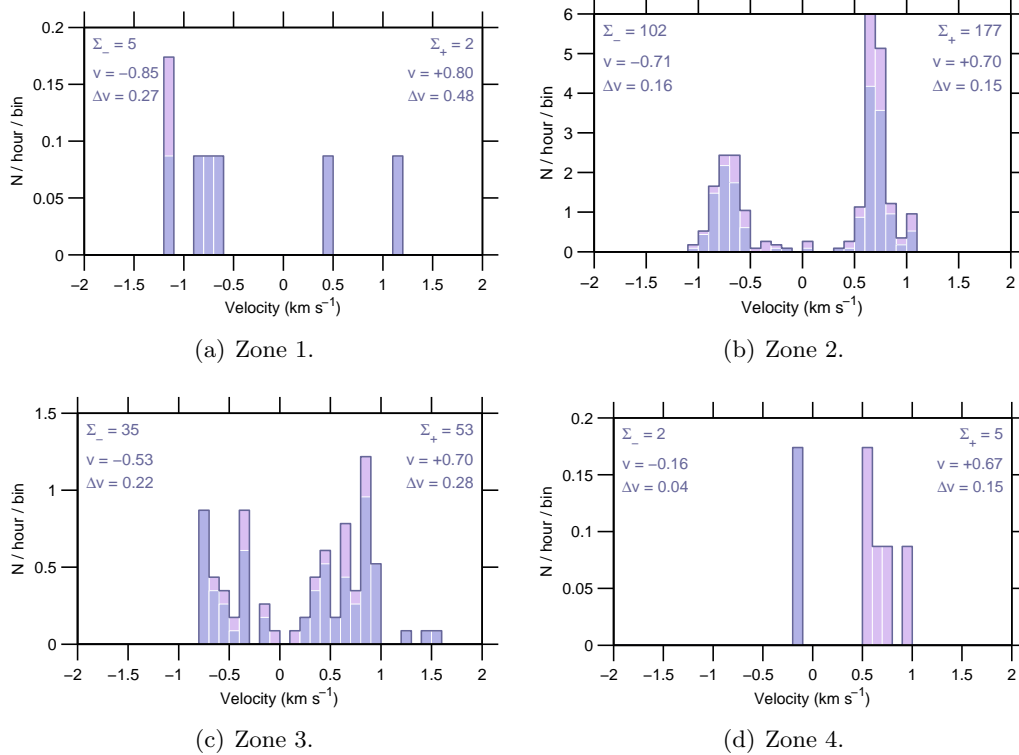 0.2
0.15
0.1
0.05
0
N / hour / bin
Σ₋ = 5
v = −0.85
Δv = 0.27
Σ₊ = 2
v = +0.80
Δv = 0.48
−2 −1.5 −1 −0.5 0 0.5 1 1.5 2
Velocity (km s⁻¹)
(a) Zone 1.
6
5
4
3
2
1
0
N / hour / bin
Σ₋ = 102
v = −0.71
Δv = 0.16
Σ₊ = 177
v = +0.70
Δv = 0.15
−2 −1.5 −1 −0.5 0 0.5 1 1.5 2
Velocity (km s⁻¹)
(b) Zone 2.
1.5
1
0.5
0
N / hour / bin
Σ₋ = 35
v = −0.53
Δv = 0.22
Σ₊ = 53
v = +0.70
Δv = 0.28
−2 −1.5 −1 −0.5 0 0.5 1 1.5 2
Velocity (km s⁻¹)
(c) Zone 3.
0.2
0.15
0.1
0.05
0
N / hour / bin
Σ₋ = 2
v = −0.16
Δv = 0.04
Σ₊ = 5
v = +0.67
Δv = 0.15
−2 −1.5 −1 −0.5 0 0.5 1 1.5 2
Velocity (km s⁻¹)
(d) Zone 4.